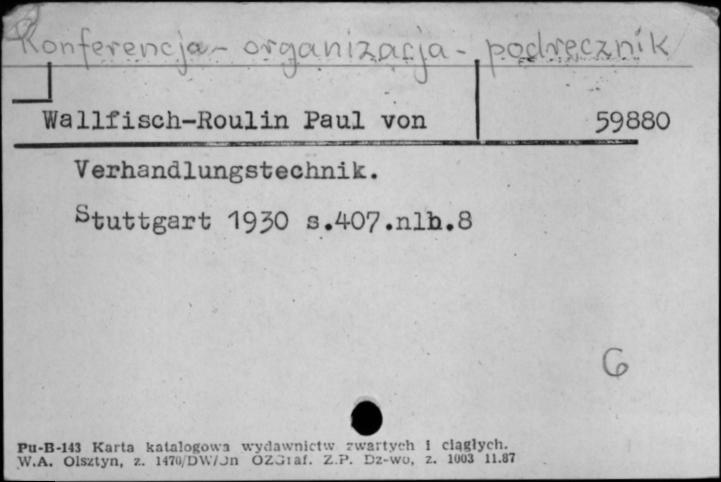 Konferencja - organizacja - podręcznik
Wallfisch-Roulin Paul von 59880
Verhandlungstechnik.
Stuttgart 1930 s.407.nlb.8
G
Pu-B-143 Karta katalogowa wydawnictw zwartych i ciągłych.
W.A. Olsztyn, z. 1470/DW/Jn OZGraf. Z.P. Dz-wo, z. 1003 11.87